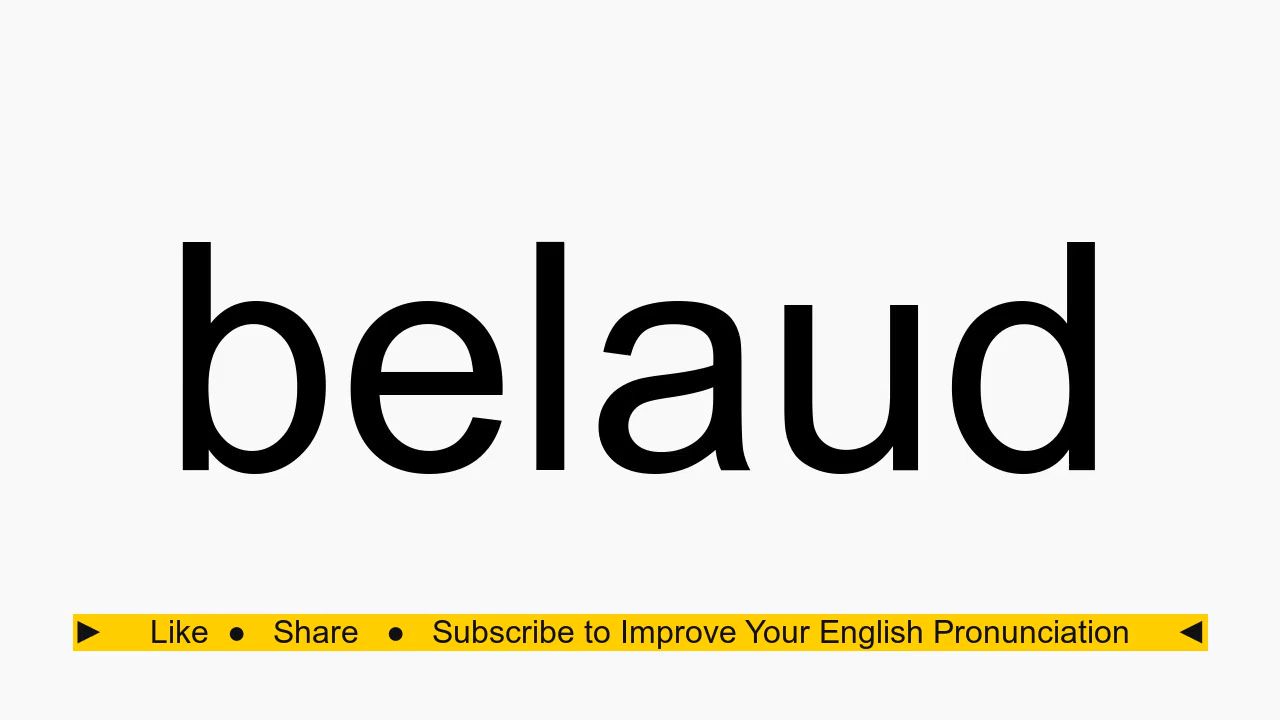 belaud
▶ Like ● Share ● Subscribe to Improve Your English Pronunciation ◀